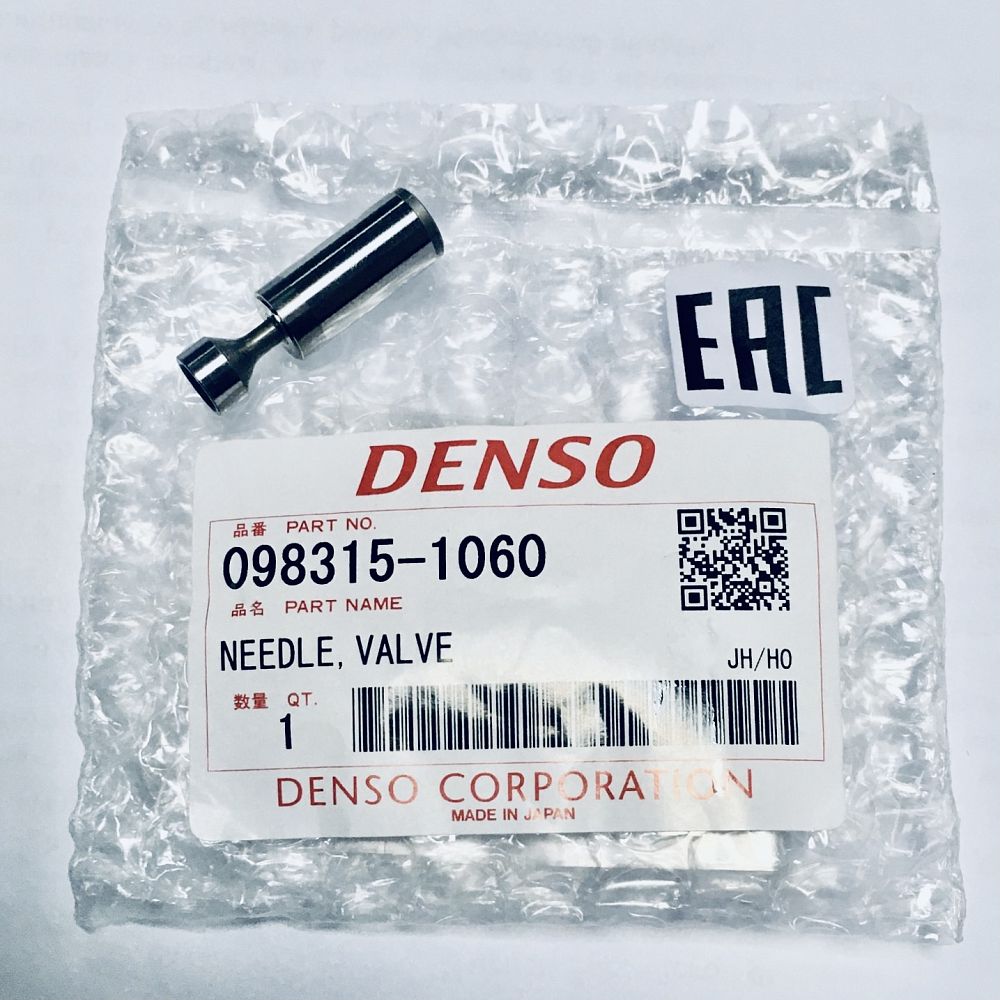 EAC
DENSO
品番 PART NO.
098315-1060
品名 PART NAME
NEEDLE, VALVE
JH/HO
数量 QT.
1
DENSO CORPORATION
MADE IN JAPAN